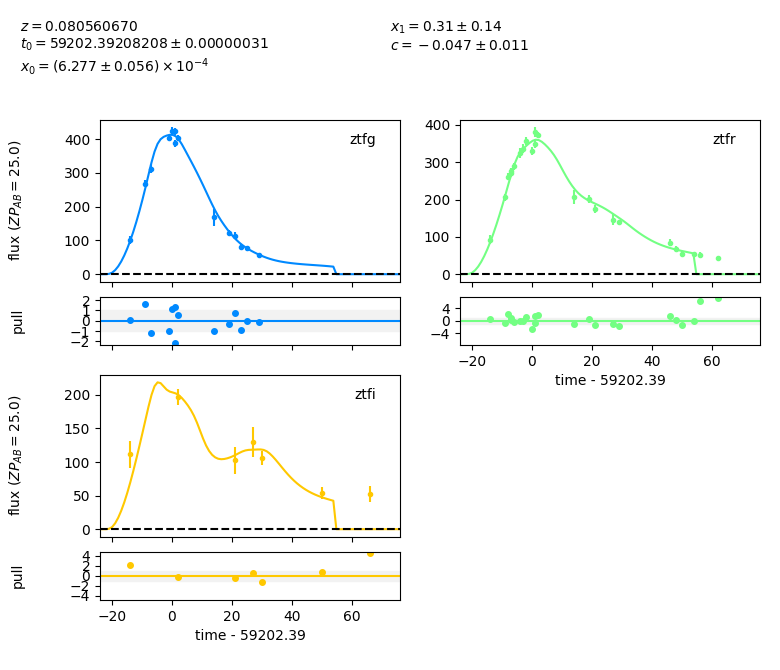 z = 0.080560670
t₀ = 59202.39208208 ± 0.00000031
x₀ = (6.277 ± 0.056) × 10⁻⁴
x₁ = 0.31 ± 0.14
c = −0.047 ± 0.011
flux (ZP_AB = 25.0)
400
300
200
100
0
ztfg
pull
2
1
0
−1
−2
400
300
200
100
0
ztfr
4
0
−4
−20 0 20 40 60
time - 59202.39
flux (ZP_AB = 25.0)
200
150
100
50
0
ztfi
pull
4
2
0
−2
−4
−20 0 20 40 60
time - 59202.39